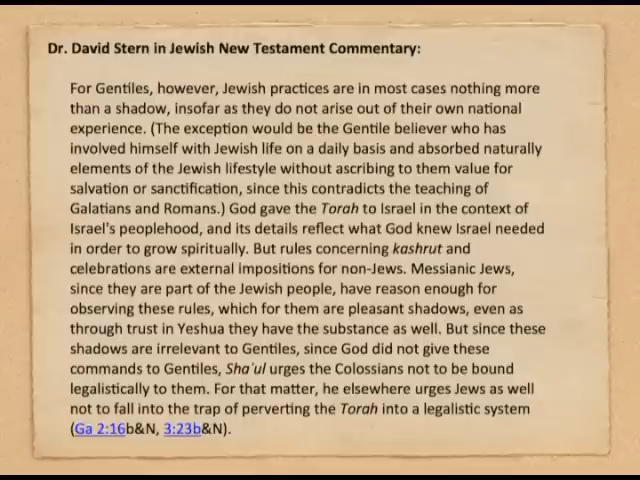 Dr. David Stern in Jewish New Testament Commentary:
For Gentiles, however, Jewish practices are in most cases nothing more
than a shadow, insofar as they do not arise out of their own national
experience. (The exception would be the Gentile believer who has
involved himself with Jewish life on a daily basis and absorbed naturally
elements of the Jewish lifestyle without ascribing to them value for
salvation or sanctification, since this contradicts the teaching of
Galatians and Romans.) God gave the Torah to Israel in the context of
Israel's peoplehood, and its details reflect what God knew Israel needed
in order to grow spiritually. But rules concerning kashrut and
celebrations are external impositions for non-Jews. Messianic Jews,
since they are part of the Jewish people, have reason enough for
observing these rules, which for them are pleasant shadows, even as
through trust in Yeshua they have the substance as well. But since these
shadows are irrelevant to Gentiles, since God did not give these
commands to Gentiles, Sha'ul urges the Colossians not to be bound
legalistically to them. For that matter, he elsewhere urges Jews as well
not to fall into the trap of perverting the Torah into a legalistic system
(Ga 2:16b&N, 3:23b&N).